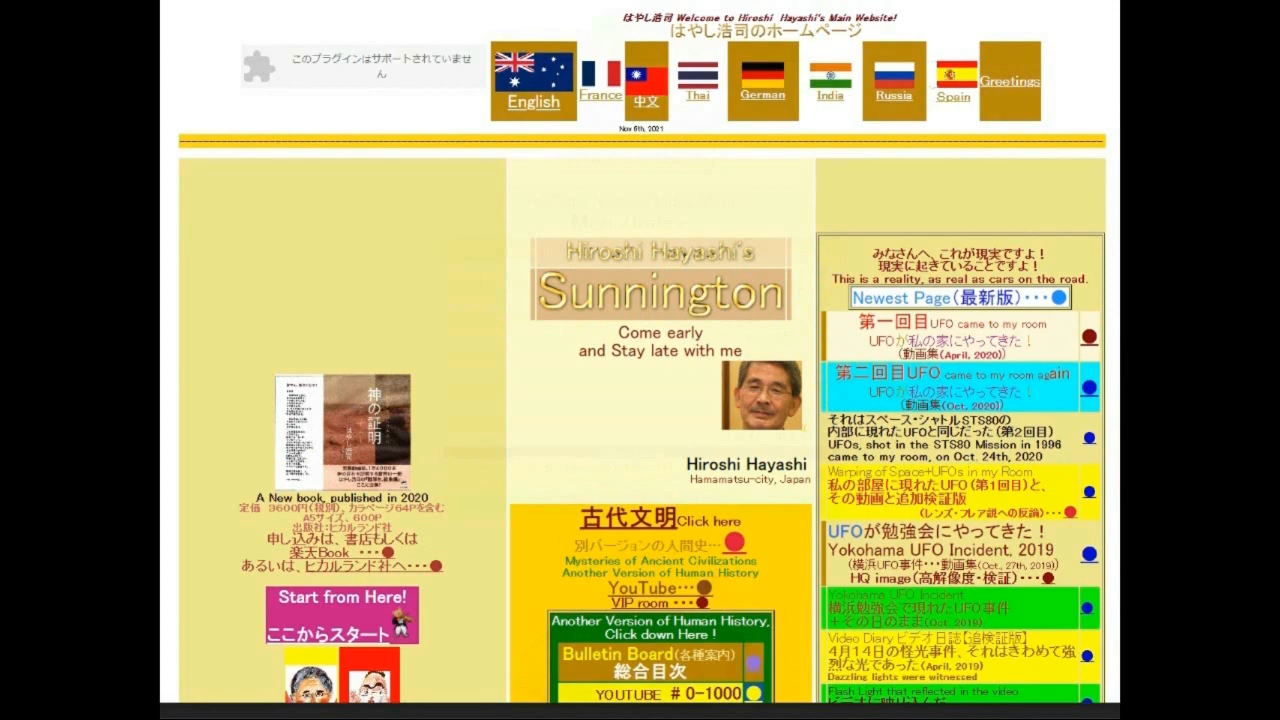 はやし浩司 Welcome to Hiroshi Hayashi's Main Website!
はやし浩司のホームページ
このプラグインはサポートされていませ
ん
English
France
中文
Thai
German
India
Russia
Spain
Greetings
Nov 6th, 2021
Hiroshi Hayashi's
Sunnington
Come early
and Stay late with me
Hiroshi Hayashi
Hamamatsu-city, Japan
神の証明
A New book, published in 2020
定価 3600円(税別)、カラページ64Pを含む
A5サイズ、600P
出版社:ヒカルランド社
申し込みは、書店もしくは
楽天Book ・・・●
あるいは、ヒカルランド社へ・・・●
Start from Here!
ここからスタート
古代文明Click here
別バージョンの人間史…●
Mysteries of Ancient Civilizations
Another Version of Human History
YouTube・・・●
VIP room ・・・●
Another Version of Human History,
Click down Here !
Bulletin Board(各種案内)
総合目次
YOUTUBE # 0-1000
みなさんへ、これが現実ですよ!
現実に起きていることですよ!
This is a reality, as real as cars on the road.
Newest Page(最新版)・・・●
第一回目UFO came to my room
UFOが私の家にやってきた!
(動画集(April, 2020))
第二回目UFO came to my room again
UFOが私の家にやってきた!
(動画集(Oct, 2020))
それはスペース・シャトルSTS80の
内部に現れたUFOと同じだった(第2回目)
UFOs, shot in the STS80 Mission in 1996
came to my room, on Oct. 24th, 2020
Warping of Space+UFOs in my Room
私の部屋に現れたUFO(第1回目)と、
その動画と追加検証版
(レンズ・フレア説への反論)・・・●
UFOが勉強会にやってきた!
Yokohama UFO Incident, 2019
(横浜UFO事件・・・動画集(Oct., 27th, 2019))
HQ image(高解像度・検証)・・・●
Yokohama UFO Incident
横浜勉強会で現れたUFO事件
+その日のまま(Oct. 2019)
Video Diary ビデオ日誌【追検証版】
4月14日の怪光事件、それはきわめて強
烈な光であった(April, 2019)
Dazzling lights were witnessed
Flash Light that reflected in the video